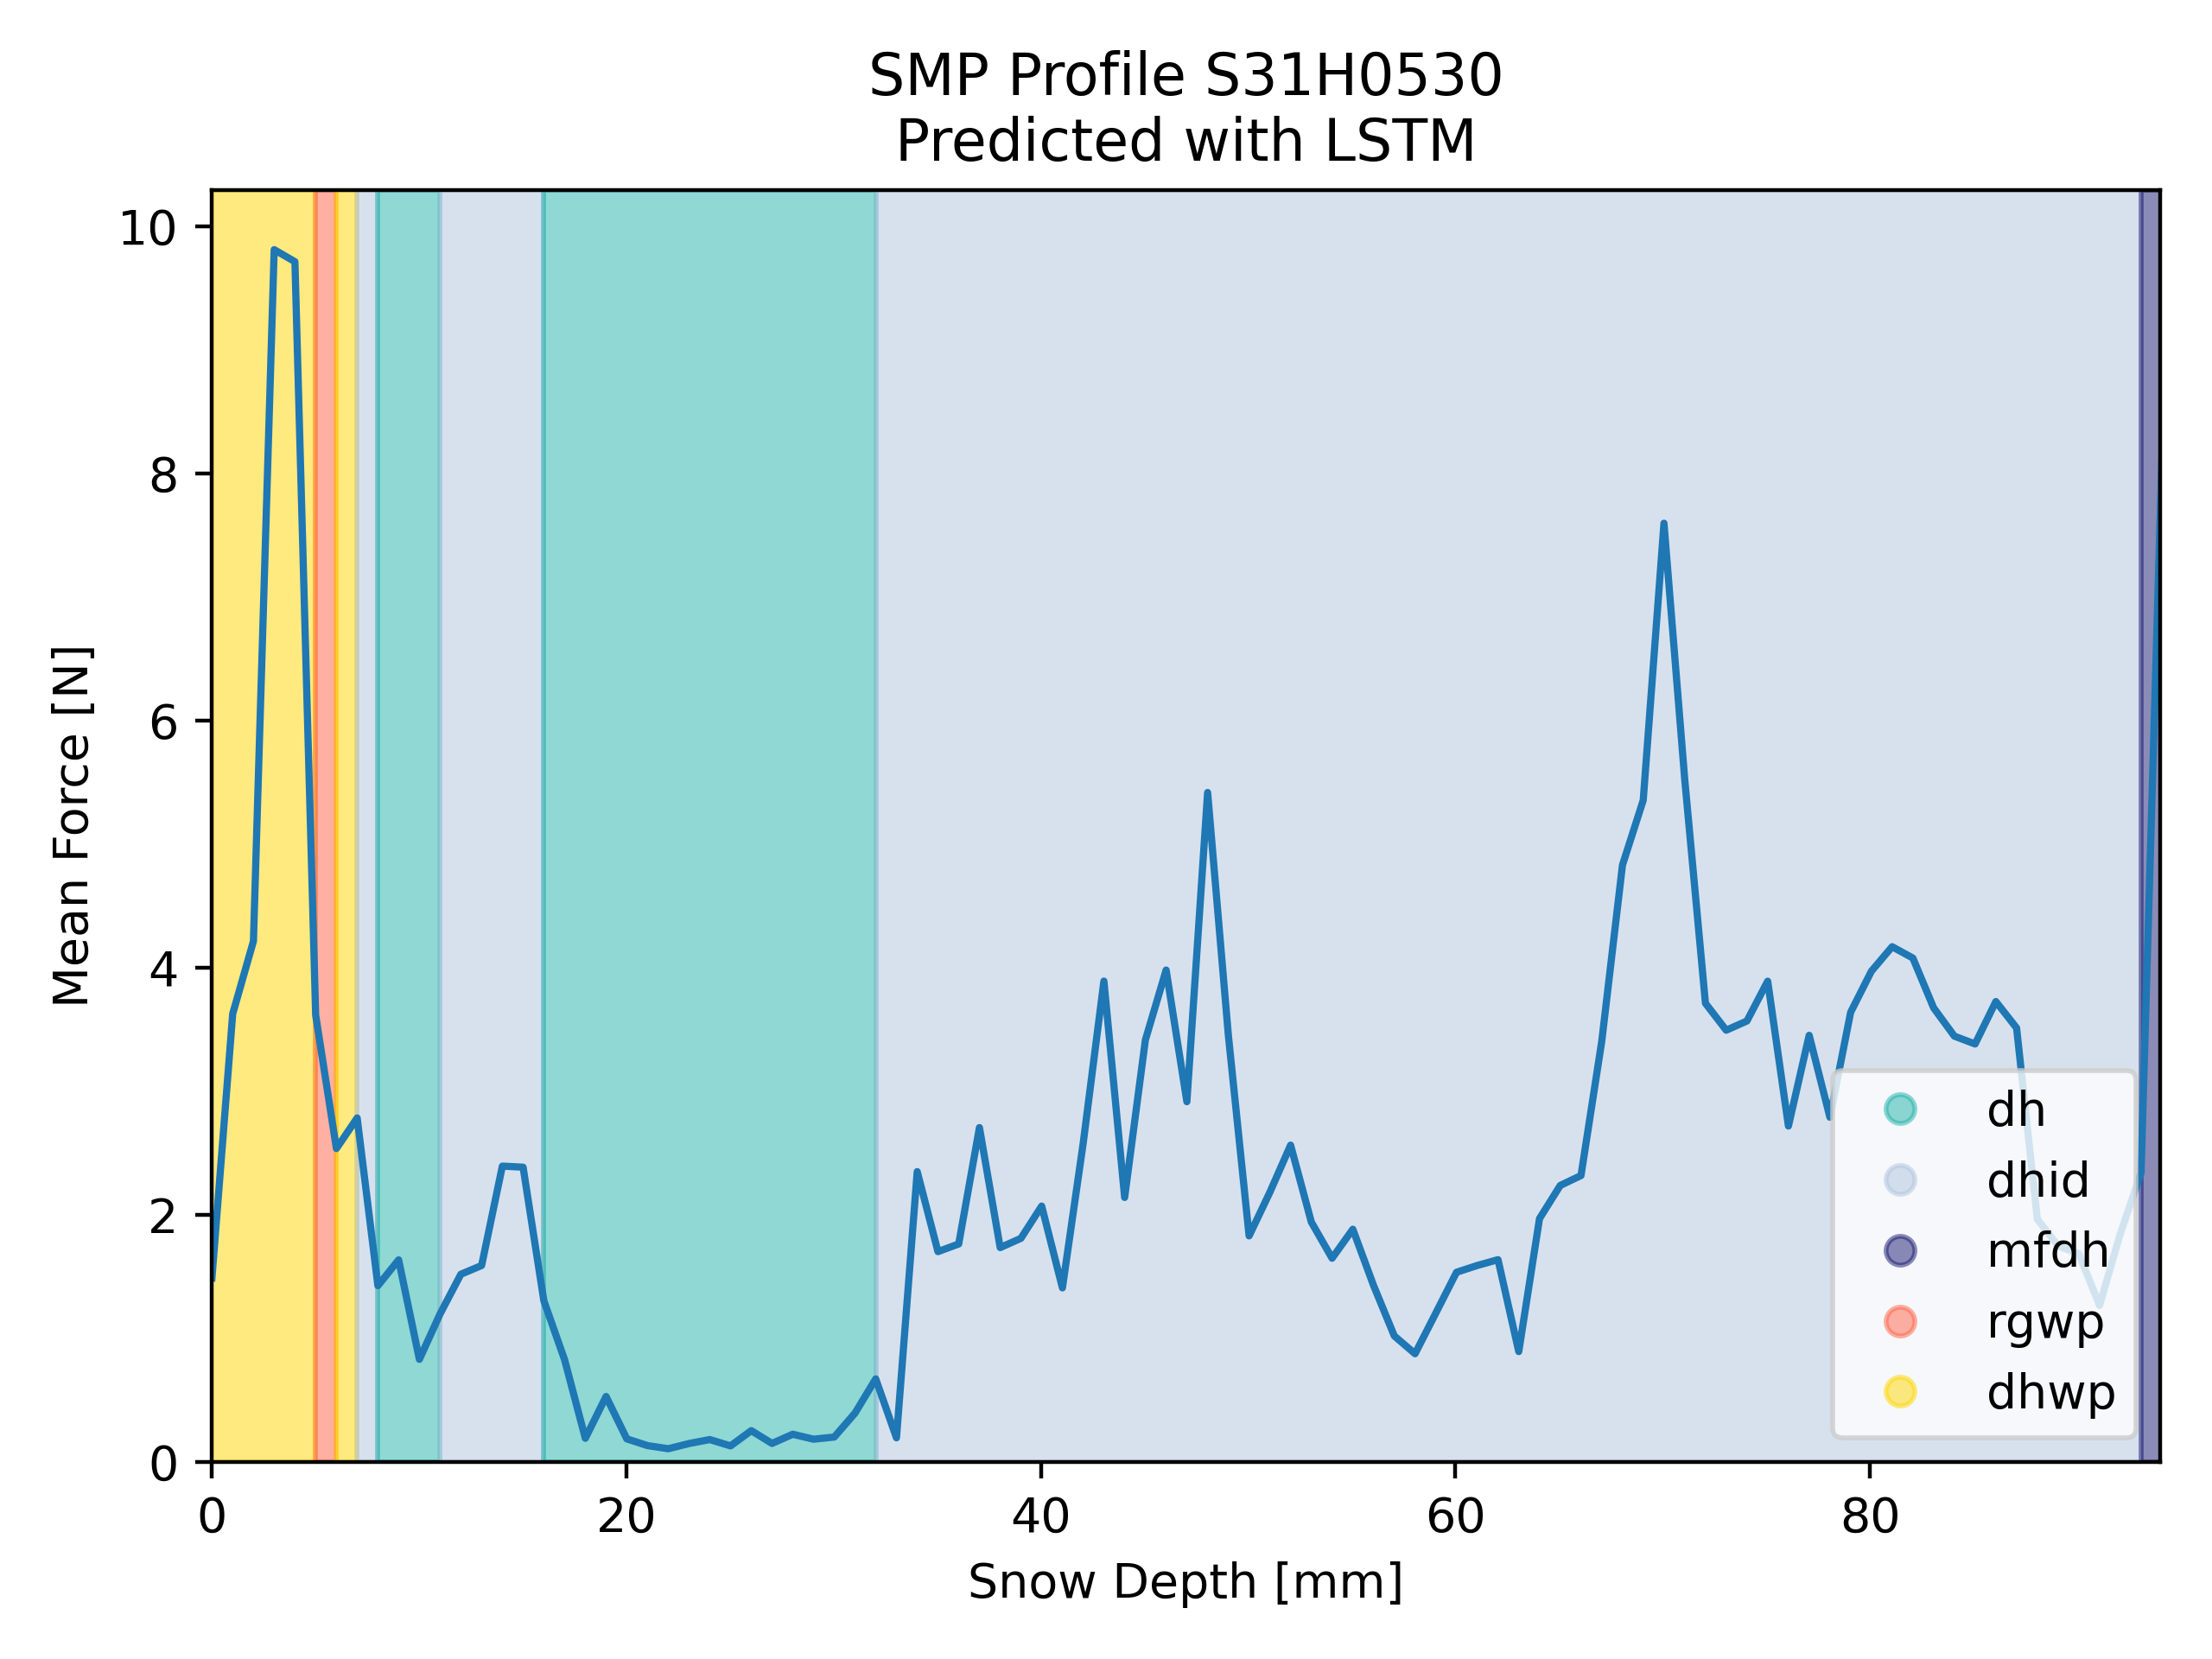 SMP Profile S31H0530
Predicted with LSTM
Mean Force [N]
10
8
6
4
2
0
0 20 40 60 80
Snow Depth [mm]
dh
dhid
mfdh
rgwp
dhwp